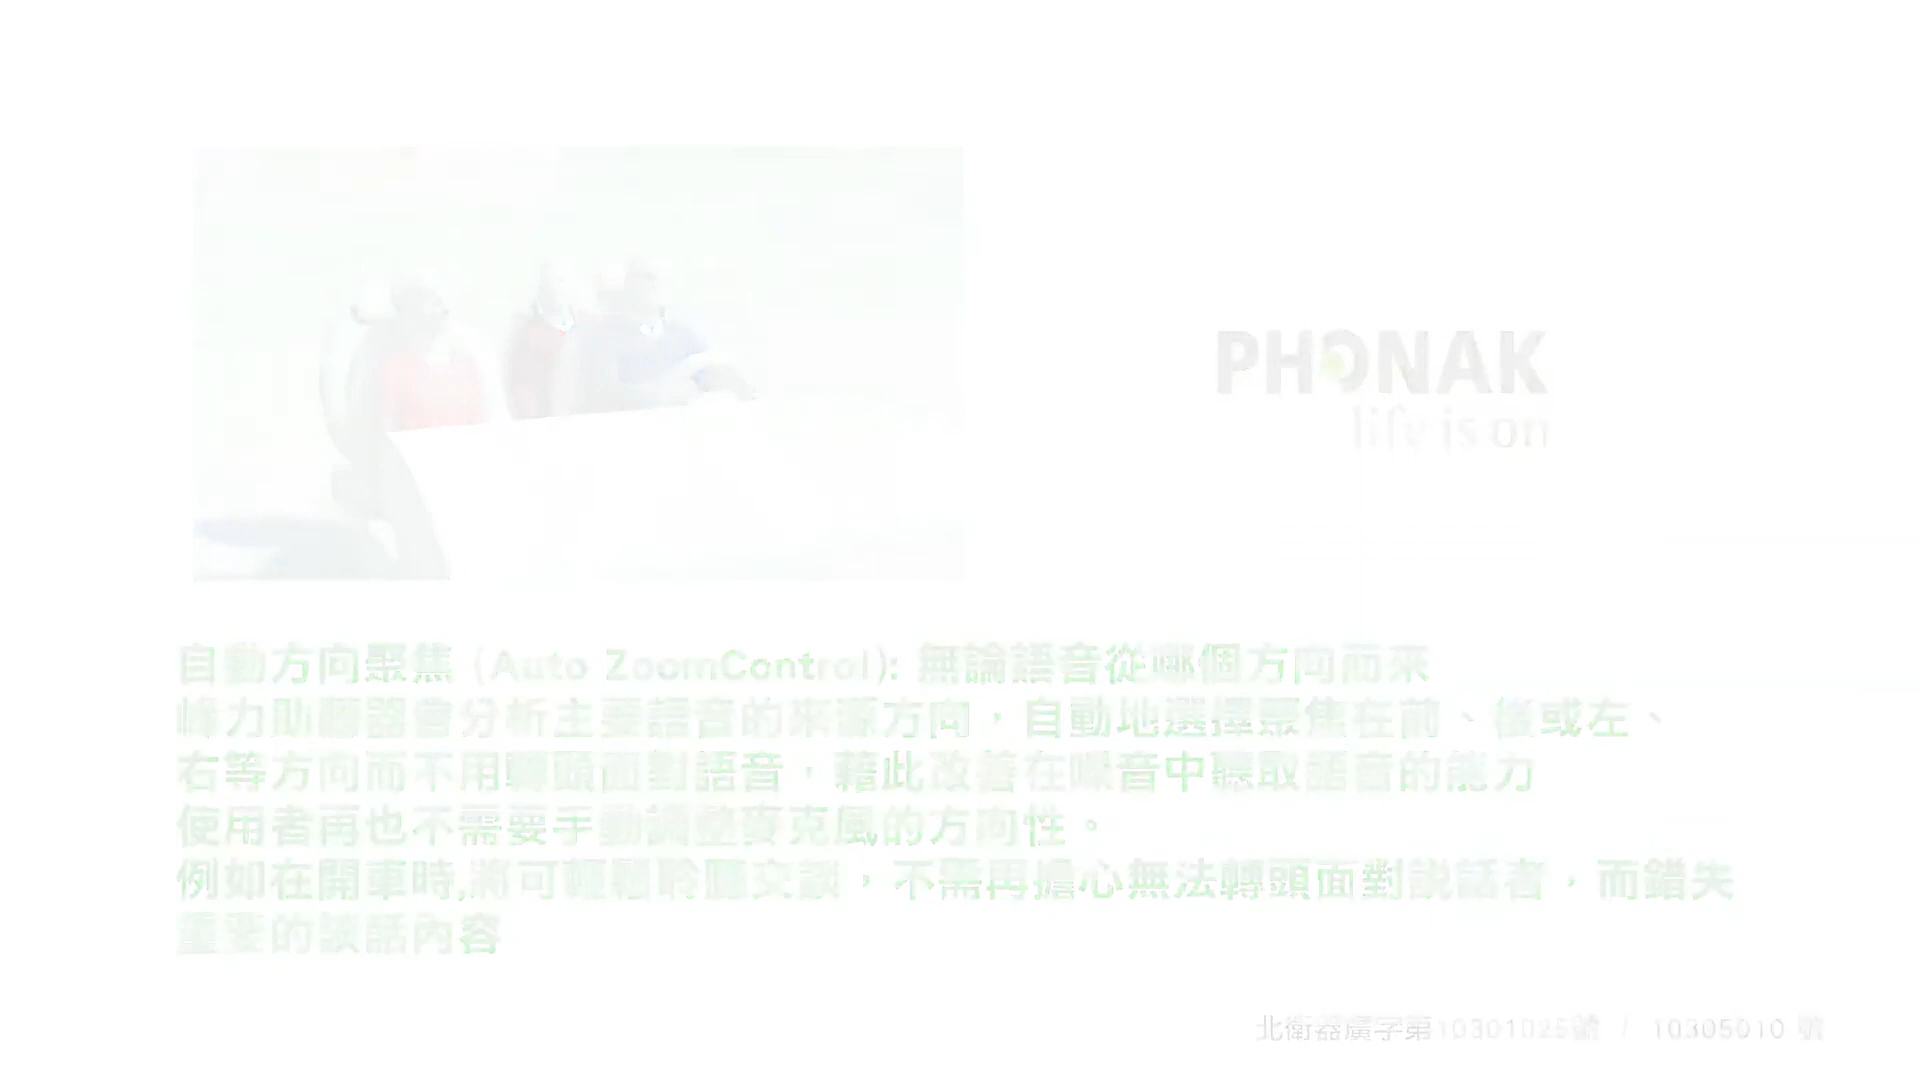 PHONAK
life is on
自動方向聚焦 (Auto ZoomControl): 無論語音從哪個方向而來
峰力助聽器會分析主要語音的來源方向，自動地選擇聚焦在前、後或左、
右等方向而不用轉頭面對語音，藉此改善在噪音中聽取語音的能力
使用者再也不需要手動調整麥克風的方向性。
例如在開車時,將可輕鬆聆聽交談，不需再擔心無法轉頭面對說話者，而錯失
重要的談話內容
北衛器廣字第10301025號 / 10305010 號